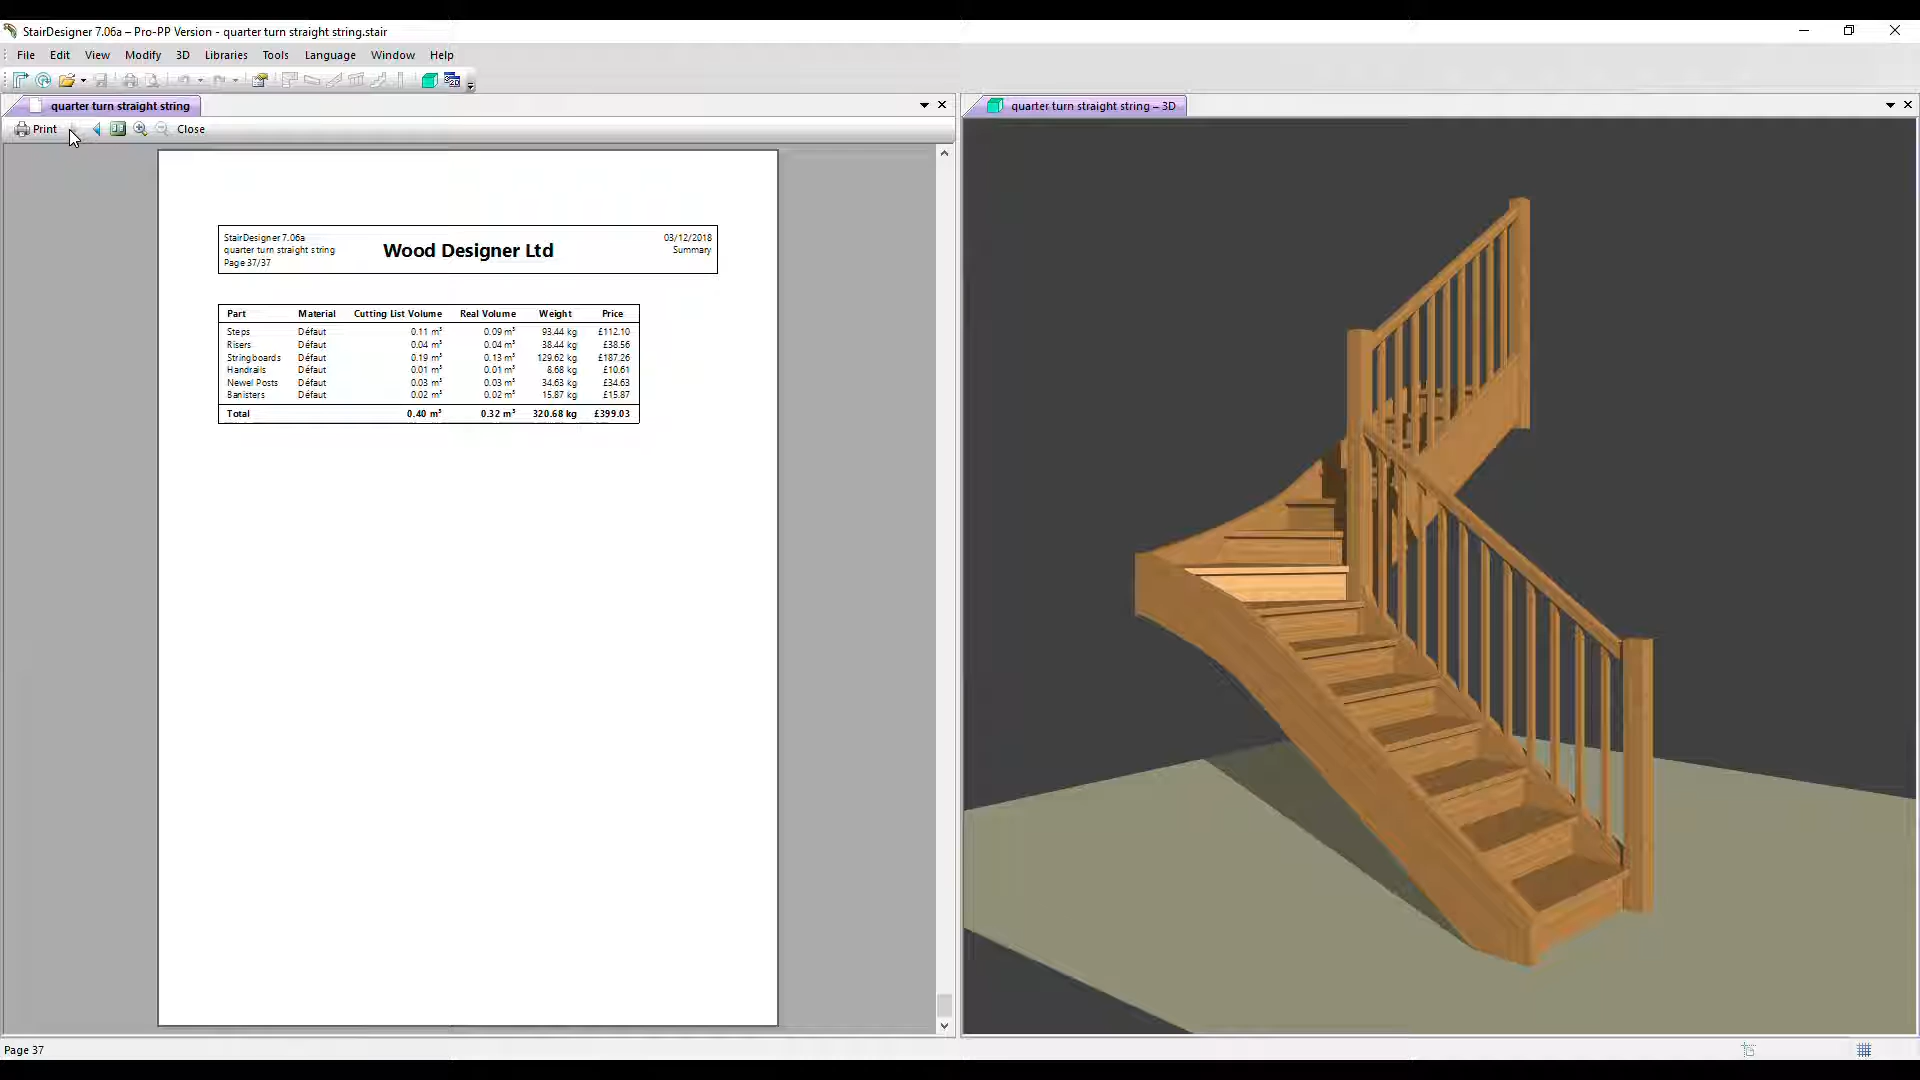 StairDesigner 7.06a – Pro-PP Version - quarter turn straight string.stair
File Edit View Modify 3D Libraries Tools Language Window Help
quarter turn straight string
Print Close
StairDesigner 7.06a
quarter turn straight string
Page 37/37
Wood Designer Ltd
03/12/2018
Summary
Part Material Cutting List Volume Real Volume Weight Price
Steps Défaut 0.11 m³ 0.09 m³ 93.44 kg £112.10
Risers Défaut 0.04 m³ 0.04 m³ 38.44 kg £38.56
Stringboards Défaut 0.19 m³ 0.13 m³ 129.62 kg £187.26
Handrails Défaut 0.01 m³ 0.01 m³ 8.68 kg £10.61
Newel Posts Défaut 0.03 m³ 0.03 m³ 34.63 kg £34.63
Banisters Défaut 0.02 m³ 0.02 m³ 15.87 kg £15.87
Total 0.40 m³ 0.32 m³ 320.68 kg £399.03
quarter turn straight string – 3D
Page 37